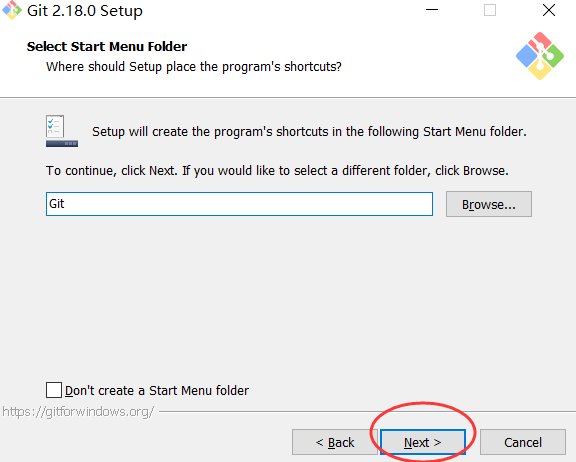 Git 2.18.0 Setup
Select Start Menu Folder
Where should Setup place the program's shortcuts?
Setup will create the program's shortcuts in the following Start Menu folder.
To continue, click Next. If you would like to select a different folder, click Browse.
Git
Browse...
Don't create a Start Menu folder
https://gitforwindows.org/
< Back
Next >
Cancel